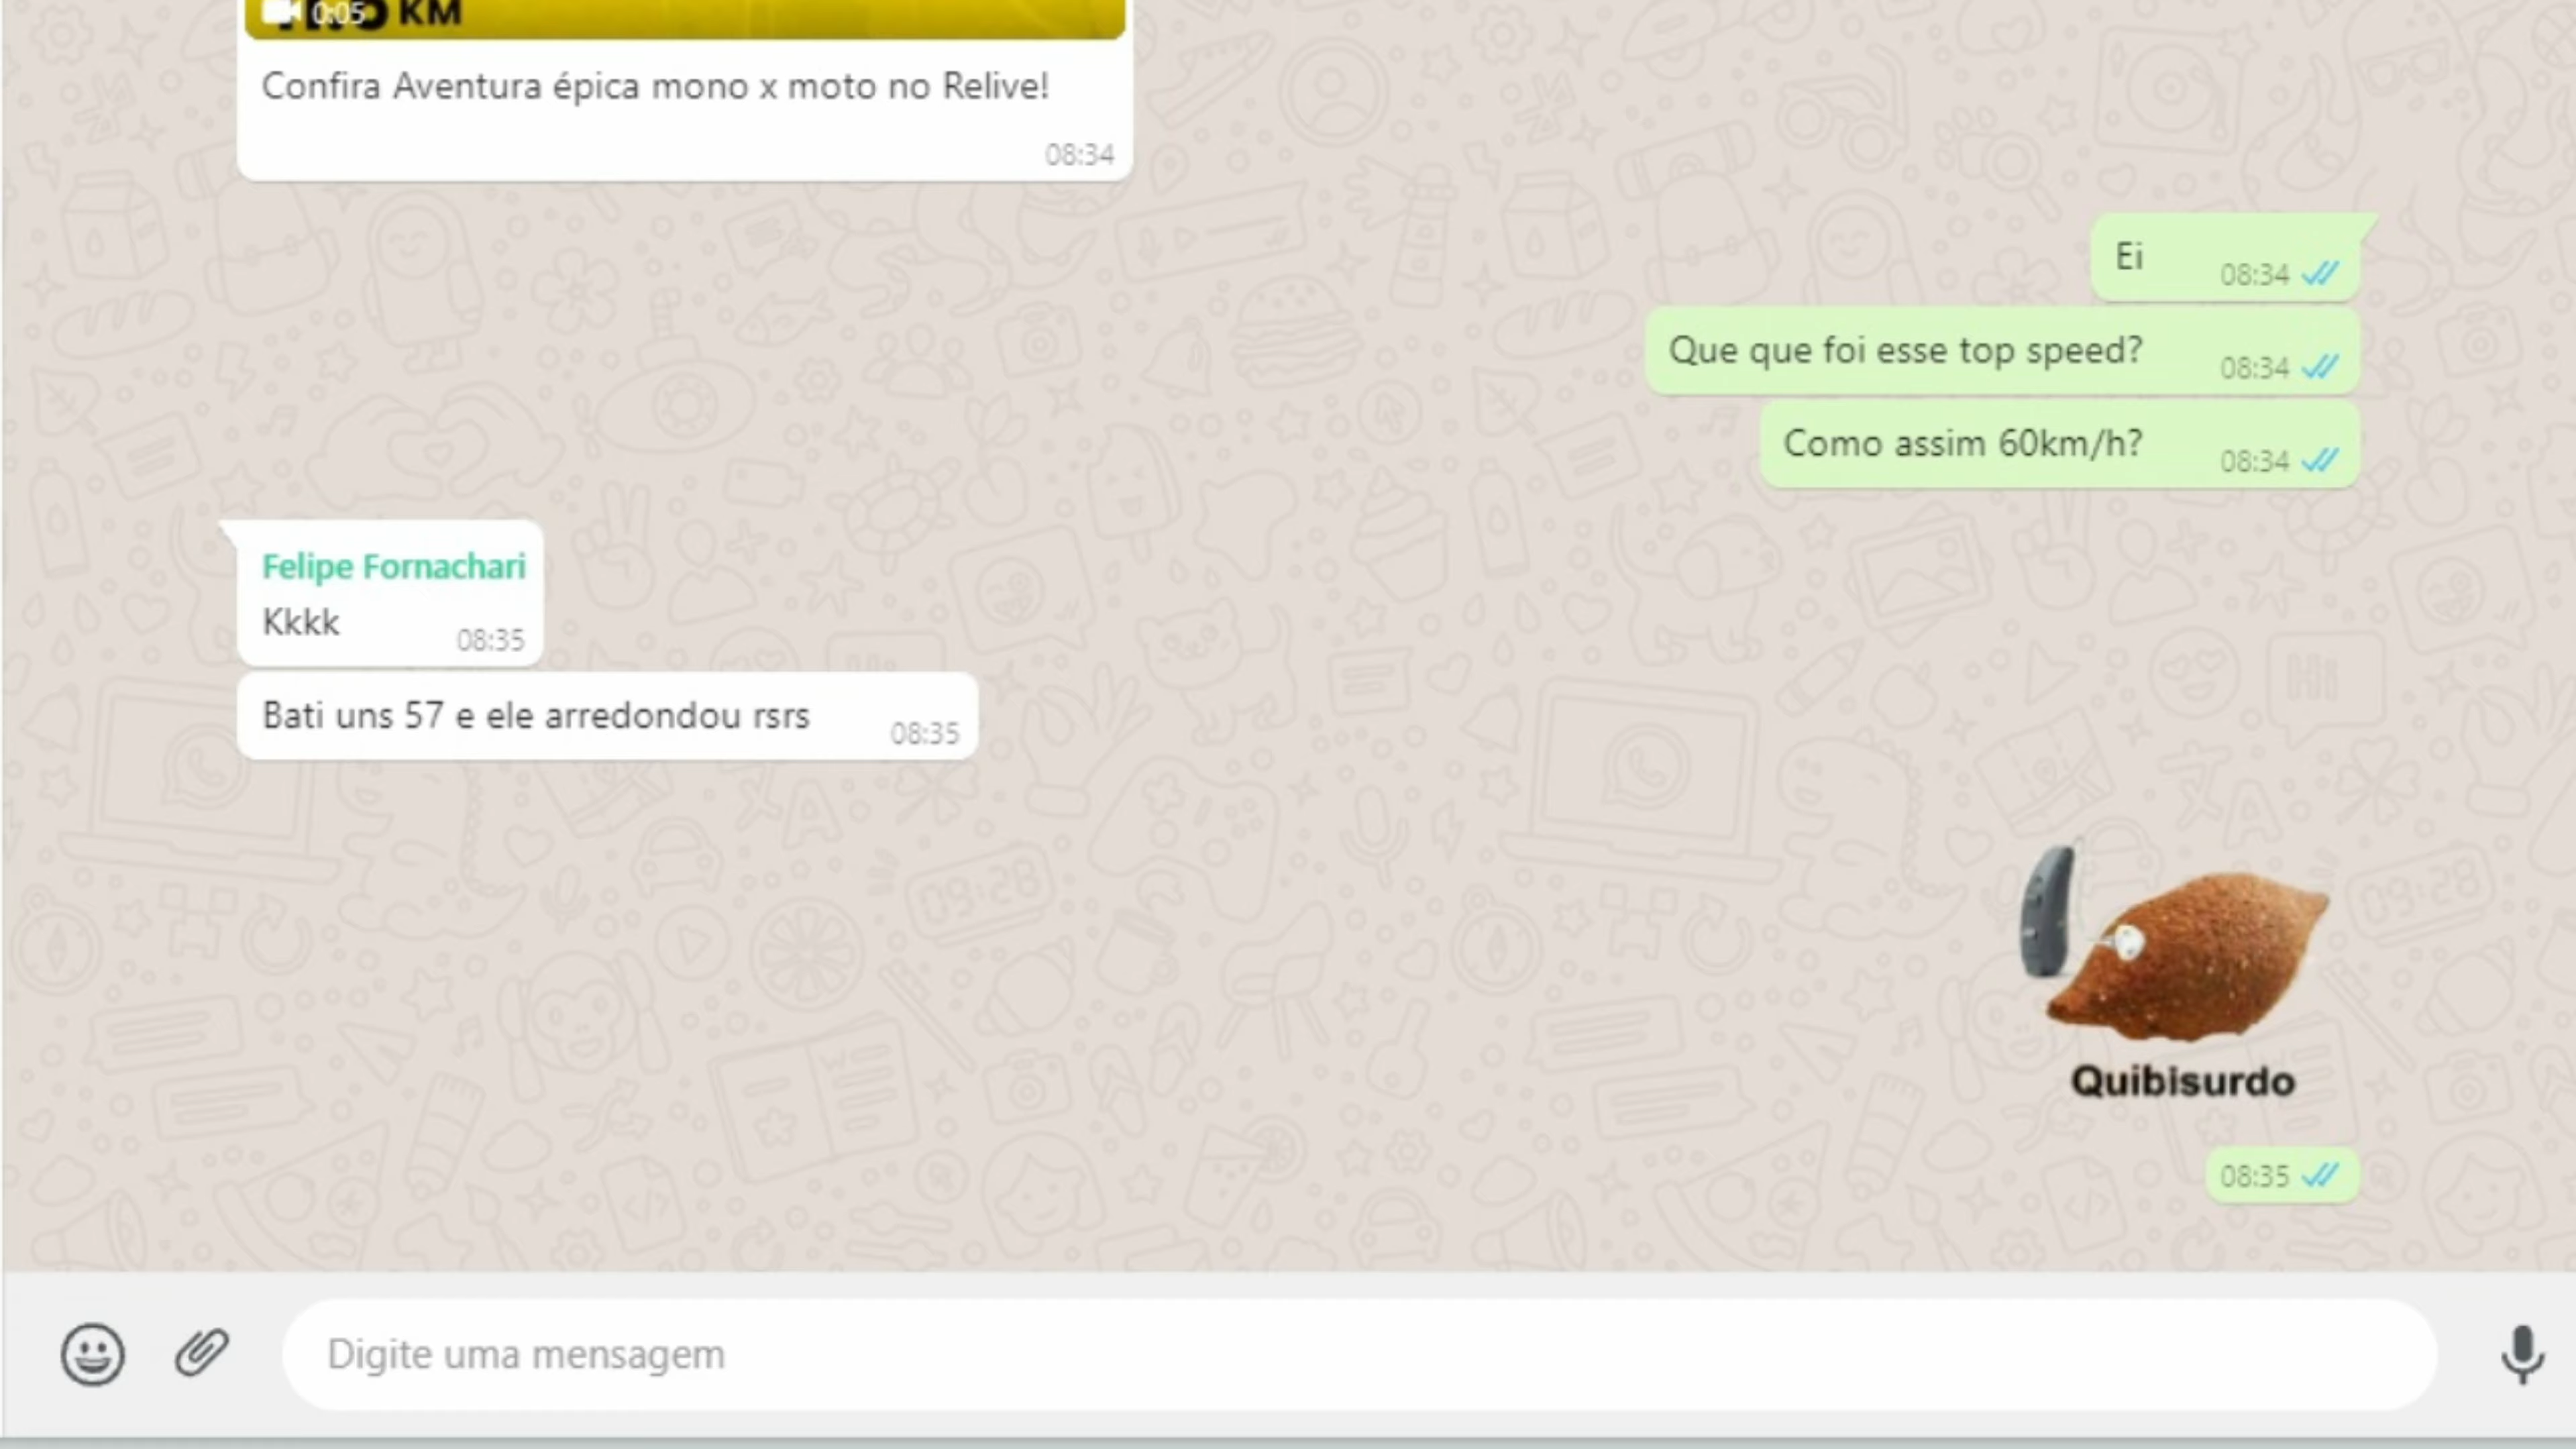 0:05
KM
Confira Aventura épica mono x moto no Relive!
08:34
Ei
08:34
Que que foi esse top speed?
08:34
Como assim 60km/h?
08:34
Felipe Fornachari
Kkkk
08:35
Bati uns 57 e ele arredondou rsrs
08:35
Quibisurdo
08:35
Digite uma mensagem